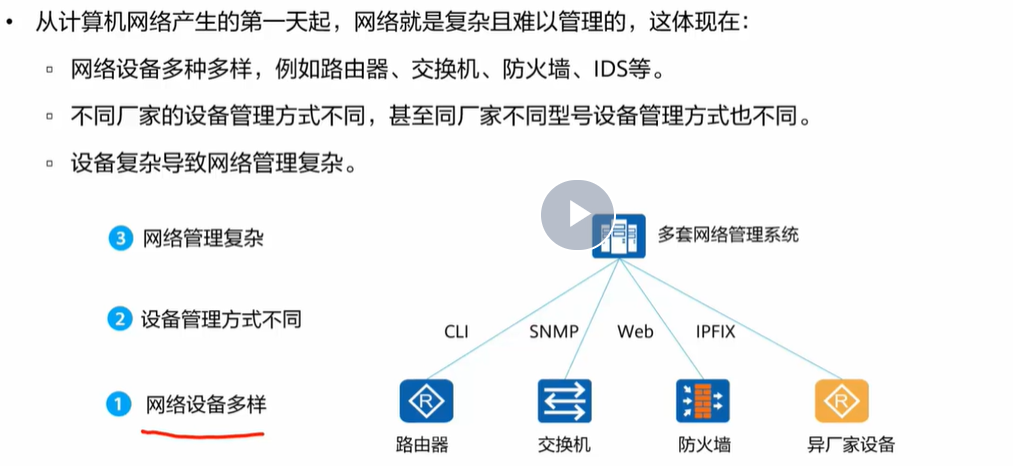 • 从计算机网络产生的第一天起，网络就是复杂且难以管理的，这体现在：
▫ 网络设备多种多样，例如路由器、交换机、防火墙、IDS等。
▫ 不同厂家的设备管理方式不同，甚至同厂家不同型号设备管理方式也不同。
▫ 设备复杂导致网络管理复杂。
3 网络管理复杂
多套网络管理系统
2 设备管理方式不同
CLI SNMP Web IPFIX
1 网络设备多样
R R
路由器 交换机 防火墙 异厂家设备